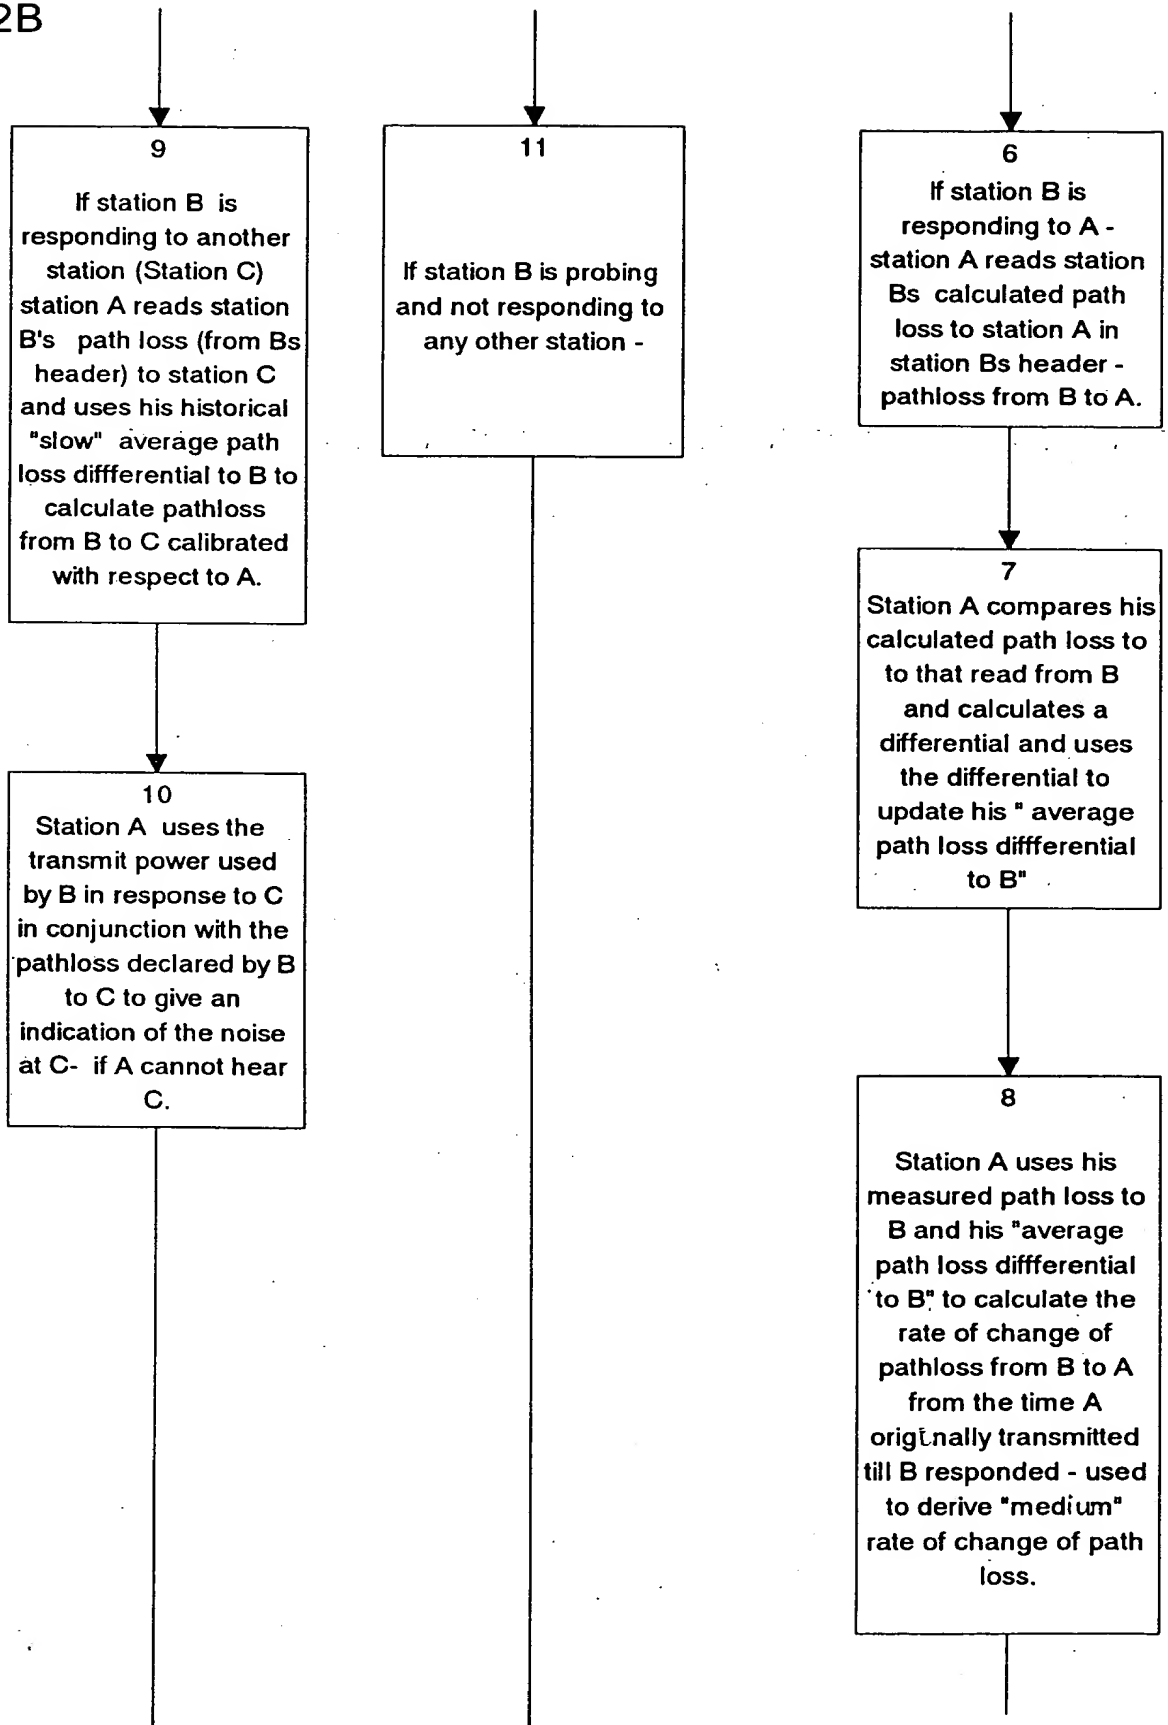 2B
9
If station B is
responding to another
station (Station C)
station A reads station
B's path loss (from Bs
header) to station C
and uses his historical
"slow" average path
loss diffferential to B to
calculate pathloss
from B to C calibrated
with respect to A.
10
Station A uses the
transmit power used
by B in response to C
in conjunction with the
pathloss declared by B
to C to give an
indication of the noise
at C- if A cannot hear
C.
11
If station B is probing
and not responding to
any other station -
6
If station B is
responding to A -
station A reads station
Bs calculated path
loss to station A in
station Bs header -
pathloss from B to A.
7
Station A compares his
calculated path loss to
to that read from B
and calculates a
differential and uses
the differential to
update his " average
path loss diffferential
to B"
8
Station A uses his
measured path loss to
B and his "average
path loss diffferential
to B" to calculate the
rate of change of
pathloss from B to A
from the time A
originally transmitted
till B responded - used
to derive "medium"
rate of change of path
loss.